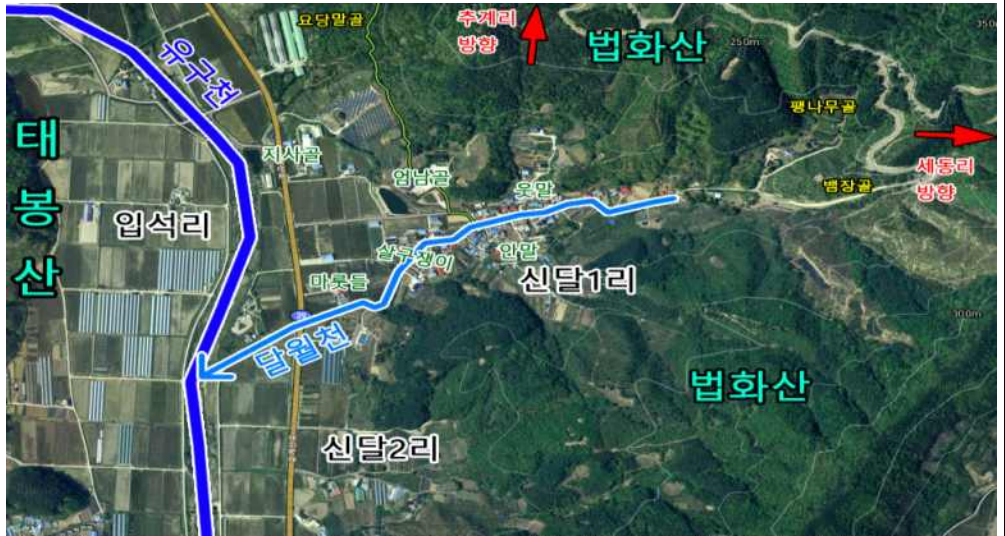 요당말골
추계리
방향
법화산
250m
350m
유구천
팽나무골
태
봉
산
지사골
세동리
방향
엄남골
뱀장골
웃말
입석리
살구쟁이
안말
마룻들
신달1리
300m
달월천
법화산
신달2리